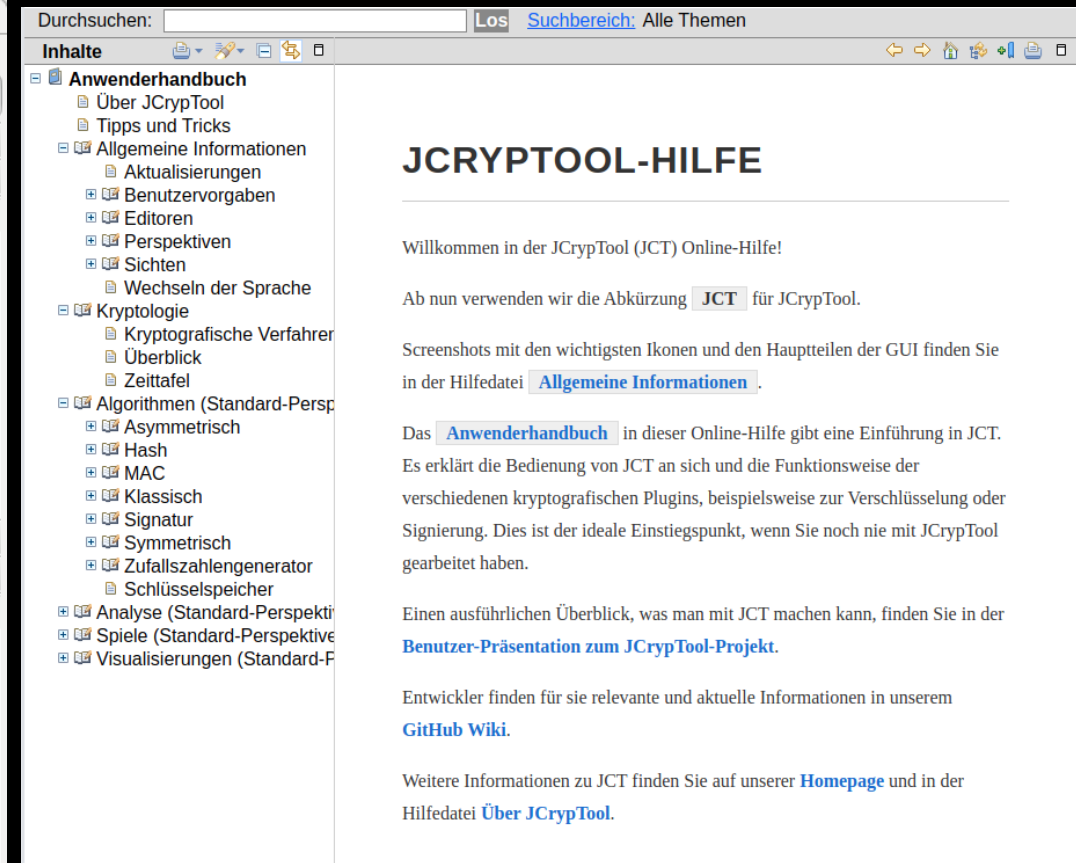 Durchsuchen: Los Suchbereich: Alle Themen
Inhalte
Anwenderhandbuch
Über JCrypTool
Tipps und Tricks
Allgemeine Informationen
Aktualisierungen
Benutzervorgaben
Editoren
Perspektiven
Sichten
Wechseln der Sprache
Kryptologie
Kryptografische Verfahren
Überblick
Zeittafel
Algorithmen (Standard-Persp
Asymmetrisch
Hash
MAC
Klassisch
Signatur
Symmetrisch
Zufallszahlengenerator
Schlüsselspeicher
Analyse (Standard-Perspekti
Spiele (Standard-Perspektive
Visualisierungen (Standard-P
JCRYPTOOL-HILFE
Willkommen in der JCrypTool (JCT) Online-Hilfe!
Ab nun verwenden wir die Abkürzung JCT für JCrypTool.
Screenshots mit den wichtigsten Ikonen und den Hauptteilen der GUI finden Sie
in der Hilfedatei Allgemeine Informationen .
Das Anwenderhandbuch in dieser Online-Hilfe gibt eine Einführung in JCT.
Es erklärt die Bedienung von JCT an sich und die Funktionsweise der
verschiedenen kryptografischen Plugins, beispielsweise zur Verschlüsselung oder
Signierung. Dies ist der ideale Einstiegspunkt, wenn Sie noch nie mit JCrypTool
gearbeitet haben.
Einen ausführlichen Überblick, was man mit JCT machen kann, finden Sie in der
Benutzer-Präsentation zum JCrypTool-Projekt.
Entwickler finden für sie relevante und aktuelle Informationen in unserem
GitHub Wiki.
Weitere Informationen zu JCT finden Sie auf unserer Homepage und in der
Hilfedatei Über JCrypTool.